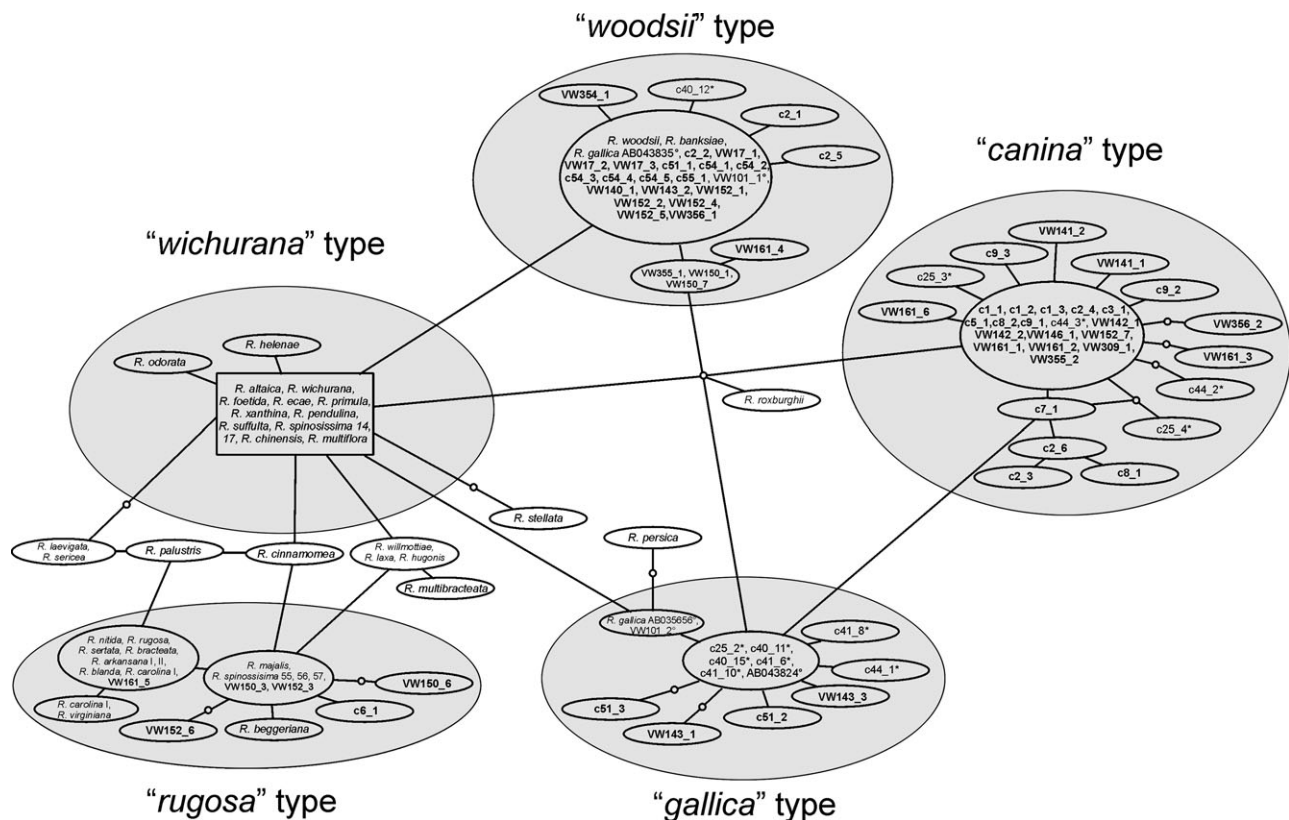 “woodsii” type
VW354_1
c40_12*
c2_1
c2_5
R. woodsii, R. banksiae,
R. gallica AB043835°, c2_2, VW17_1,
VW17_2, VW17_3, c51_1, c54_1, c54_2,
c54_3, c54_4, c54_5, c55_1, VW101_1*,
VW140_1, VW143_2, VW152_1,
VW152_2, VW152_4,
VW152_5,VW356_1
VW161_4
VW355_1, VW150_1,
VW150_7
“canina” type
VW141_2
c9_3
VW141_1
c25_3*
c9_2
VW161_6
VW356_2
c1_1, c1_2, c1_3, c2_4, c3_1,
c5_1,c8_2,c9_1, c44_3*, VW142_1
VW142_2,VW146_1, VW152_7,
VW161_1, VW161_2, VW309_1,
VW355_2
VW161_3
c44_2*
c7_1
c25_4*
c2_6
c2_3
c8_1
“wichurana” type
R. helenae
R. odorata
R. altaica, R. wichurana,
R. foetida, R. ecae, R. primula,
R. xanthina, R. pendulina,
R. suffulta, R. spinosissima 14,
17, R. chinensis, R. multiflora
R. roxburghii
R. stellata
R. laevigata,
R. sericea
R. palustris
R. cinnamomea
R. willmottiae,
R. laxa, R. hugonis
R. multibracteata
R. persica
R. nitida, R. rugosa,
R. sertata, R. bracteata,
R. arkansana I, II,
R. blanda, R. carolina I,
VW161_5
R. majalis,
R. spinossisima 55, 56, 57,
VW150_3, VW152_3
VW150_6
R. carolina I,
R. virginiana
VW152_6
R. beggeriana
c6_1
“rugosa” type
R. gallica AB035656°,
VW101_2°
c25_2*, c40_11*,
c40_15*, c41_6*,
c41_10*, AB043824°
c41_8*
c44_1*
VW143_3
c51_3
VW143_1
c51_2
“gallica” type